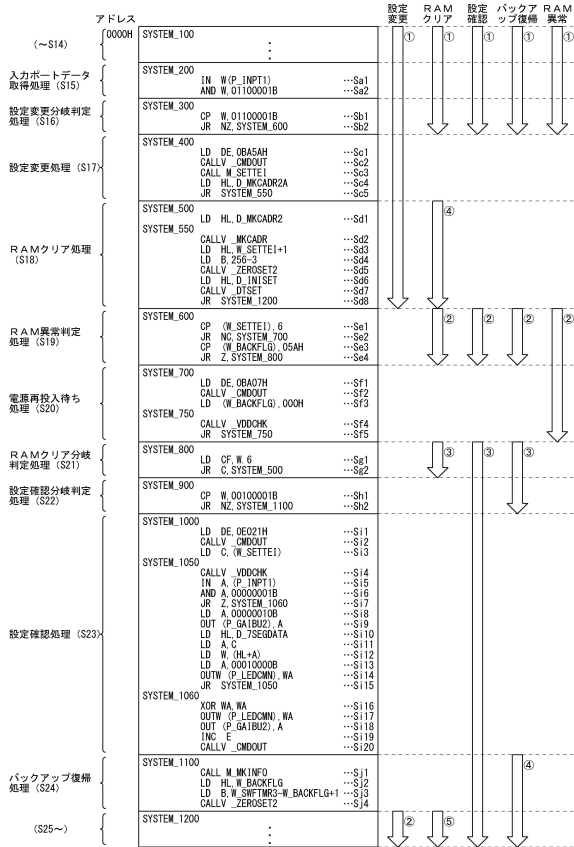 設定変更 RAMクリア 設定確認 バックアップ復帰 RAM異常
アドレス
0000H
(～S14)
SYSTEM_100
:
① ① ① ① ①
入力ポートデータ
取得処理 (S15)
SYSTEM_200
IN W(P_INPT1) …Sa1
AND W,01100001B …Sa2
設定変更分岐判定
処理 (S16)
SYSTEM_300
CP W,01100001B …Sb1
JR NZ,SYSTEM_600 …Sb2
設定変更処理 (S17)
SYSTEM_400
LD DE,0BA5AH …Sc1
CALLV _CMDOUT …Sc2
CALL M_SETTEI …Sc3
LD HL,D_MKCADR2A …Sc4
JR SYSTEM_550 …Sc5
RAMクリア処理
(S18)
SYSTEM_500
④
LD HL,D_MKCADR2 …Sd1
SYSTEM_550
CALLV _MKCADR …Sd2
LD HL,W_SETTEI+1 …Sd3
LD B,256-3 …Sd4
CALLV _ZEROSET2 …Sd5
LD HL,D_INISET …Sd6
CALLV _DTSET …Sd7
JR SYSTEM_1200 …Sd8
RAM異常判定
処理 (S19)
SYSTEM_600
② ② ② ②
CP (W_SETTEI),6 …Se1
JR NC,SYSTEM_700 …Se2
CP (W_BACKFLG),05AH …Se3
JR Z,SYSTEM_800 …Se4
電源再投入待ち
処理 (S20)
SYSTEM_700
LD DE,0BA07H …Sf1
CALLV _CMDOUT …Sf2
LD (W_BACKFLG),000H …Sf3
SYSTEM_750
CALLV _VDDCHK …Sf4
JR SYSTEM_750 …Sf5
RAMクリア分岐
判定処理 (S21)
SYSTEM_800
③ ③ ③
LD CF,W.6 …Sg1
JR C,SYSTEM_500 …Sg2
設定確認分岐判定
処理 (S22)
SYSTEM_900
CP W,00100001B …Sh1
JR NZ,SYSTEM_1100 …Sh2
設定確認処理 (S23)
SYSTEM_1000
LD DE,0E021H …Si1
CALLV _CMDOUT …Si2
LD C,(W_SETTEI) …Si3
SYSTEM_1050
CALLV _VDDCHK …Si4
IN A,(P_INPT1) …Si5
AND A,00000001B …Si6
JR Z,SYSTEM_1060 …Si7
LD A,00000010B …Si8
OUT (P_GAIBU2),A …Si9
LD HL,D_7SEGDATA …Si10
LD A,C …Si11
LD W,(HL+A) …Si12
LD A,00010000B …Si13
OUTW (P_LEDCMN),WA …Si14
JR SYSTEM_1050 …Si15
SYSTEM_1060
XOR WA,WA …Si16
OUTW (P_LEDCMN),WA …Si17
OUT (P_GAIBU2),A …Si18
INC E …Si19
CALLV _CMDOUT …Si20
バックアップ復帰
処理 (S24)
SYSTEM_1100
④
CALL M_MKINFO …Sj1
LD HL,W_BACKFLG …Sj2
LD B,W_SWFTMR3-W_BACKFLG+1 …Sj3
CALLV _ZEROSET2 …Sj4
(S25～)
SYSTEM_1200
:
② ⑤